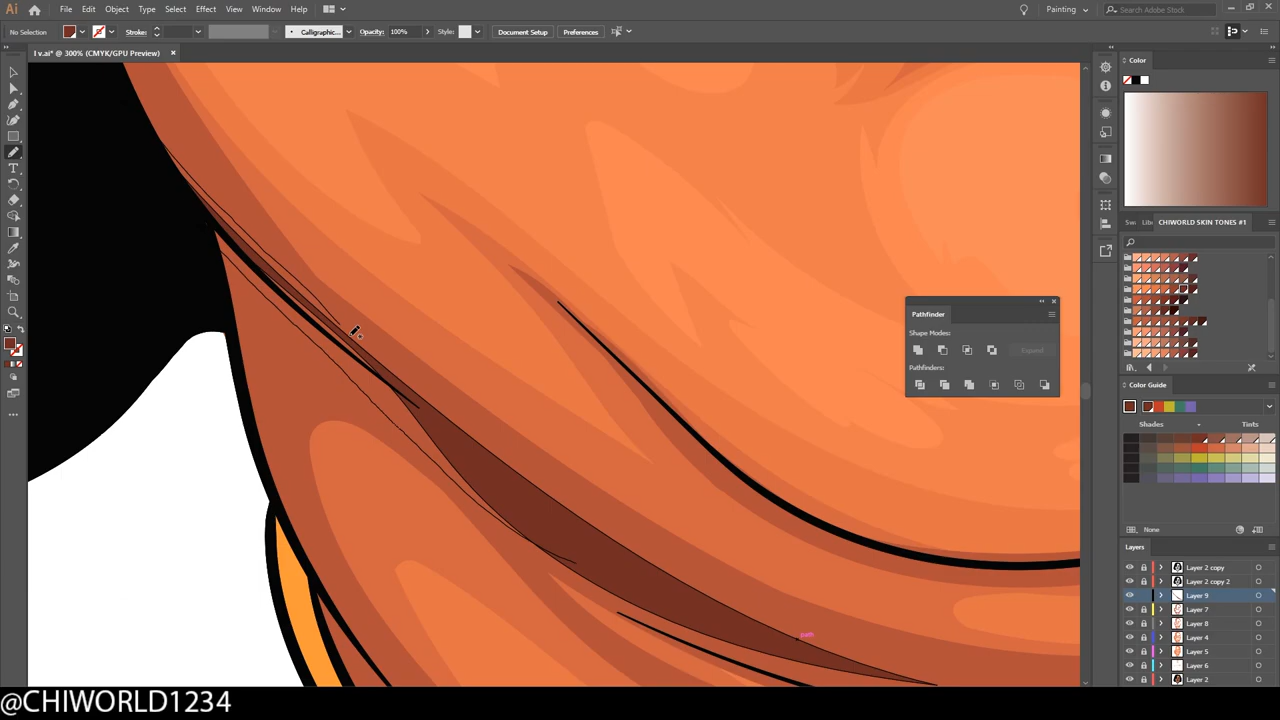 Ai File Edit Object Type Select Effect View Window Help Painting Search Adobe Stock
No Selection Stroke: Calligraphic... Opacity: 100% Style: Document Setup Preferences
I v.ai* @ 300% (CMYK/GPU Preview)
Color
CHIWORLD SKIN TONES #1
Pathfinder
Shape Modes:
Expand
Pathfinders:
Color Guide
Shades Tints
None
Layers
Layer 2 copy
Layer 2 copy 2
Layer 9
Layer 7
Layer 8
Layer 4
Layer 5
Layer 6
Layer 2
path
@CHIWORLD1234